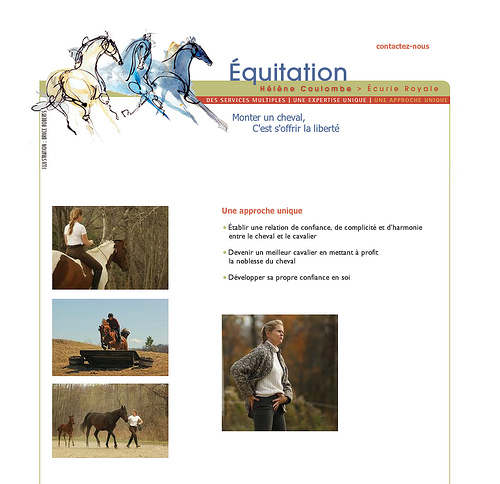 contactez-nous
Équitation
Hélène Coulombe > Écurie Royale
DES SERVICES MULTIPLES | UNE EXPERTISE UNIQUE | UNE APPROCHE UNIQUE
Monter un cheval,
C'est s'offrir la liberté
Une approche unique
Établir une relation de confiance, de complicité et d'harmonie
entre le cheval et le cavalier
Devenir un meilleur cavalier en mettant à profit
la noblesse du cheval
Développer sa propre confiance en soi